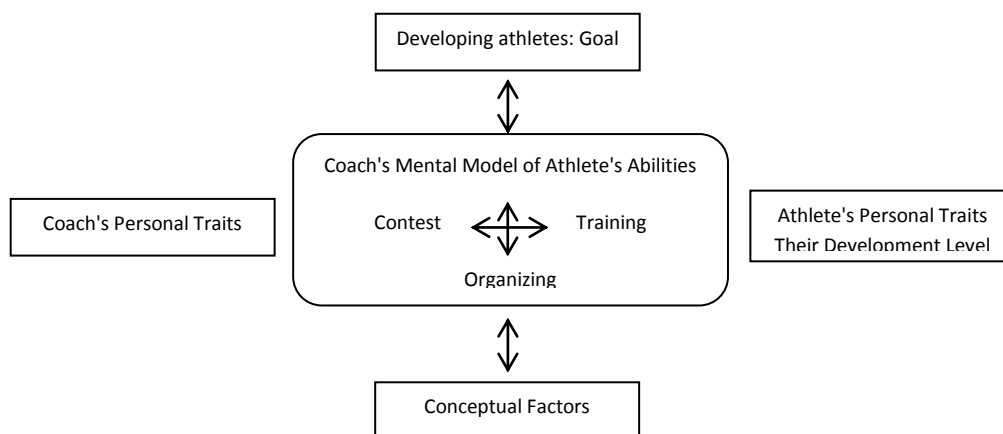 Developing athletes: Goal
Coach's Mental Model of Athlete's Abilities
Coach's Personal Traits
Contest
Training
Athlete's Personal Traits
Their Development Level
Organizing
Conceptual Factors